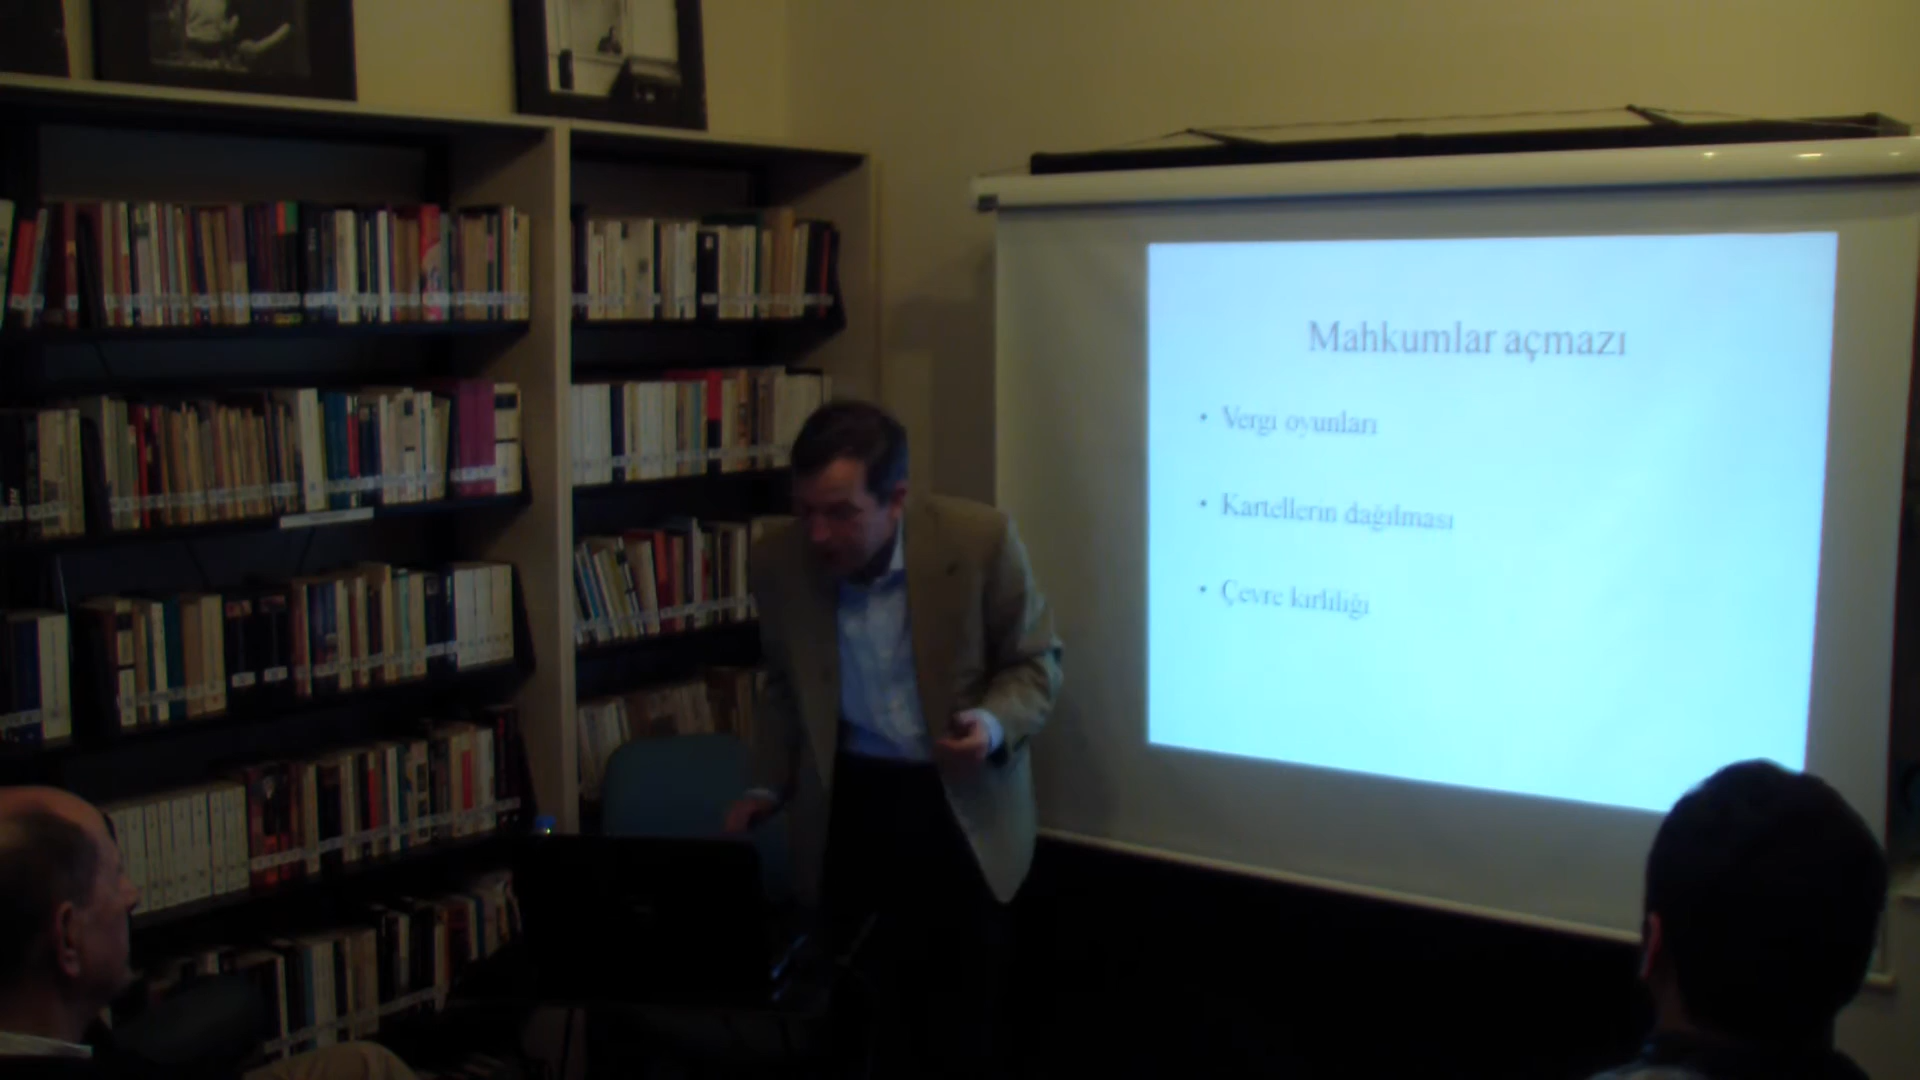 Mahkumlar açmazı
• Vergi oyunları
• Kartellerin dağılması
• Çevre kirliliği